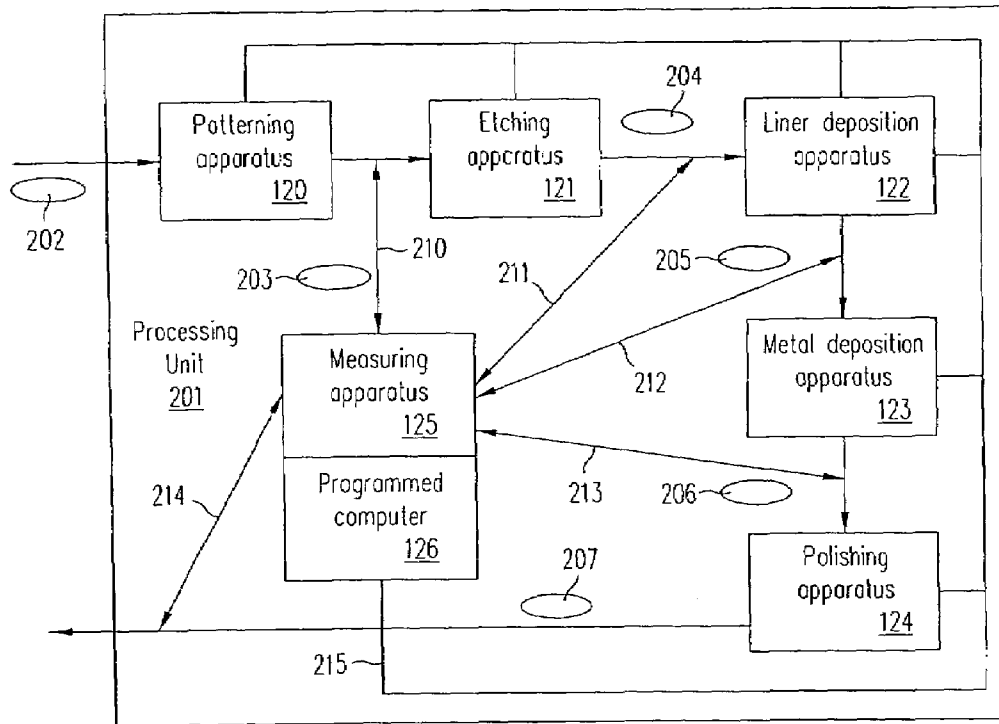 204
Patterning
apparatus
120
Etching
apparatus
121
Liner deposition
apparatus
122
202
203
210
211
205
212
Processing
Unit
201
Measuring
apparatus
125
Metal deposition
apparatus
123
214
Programmed
computer
126
213
206
207
Polishing
apparatus
124
215